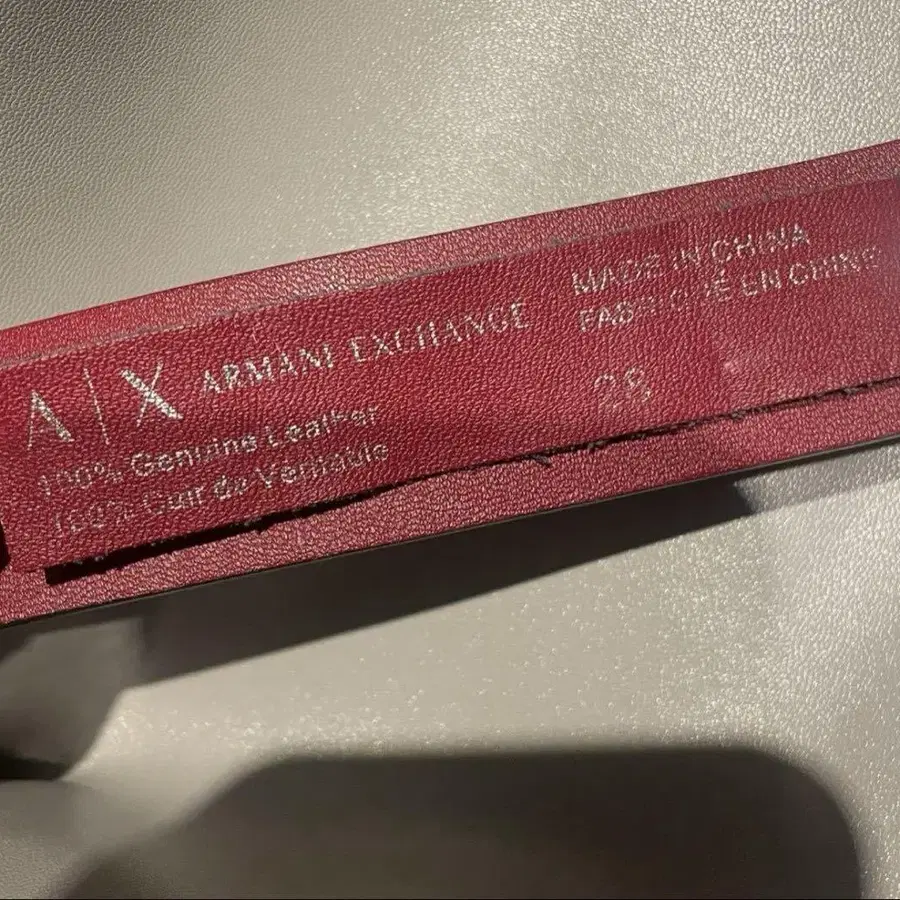 A|X ARMANI EXCHANGE
100% Genuine Leather
100% Cuir de Veritable
MADE IN CHINA
FABRIQUÉ EN CHINE
28